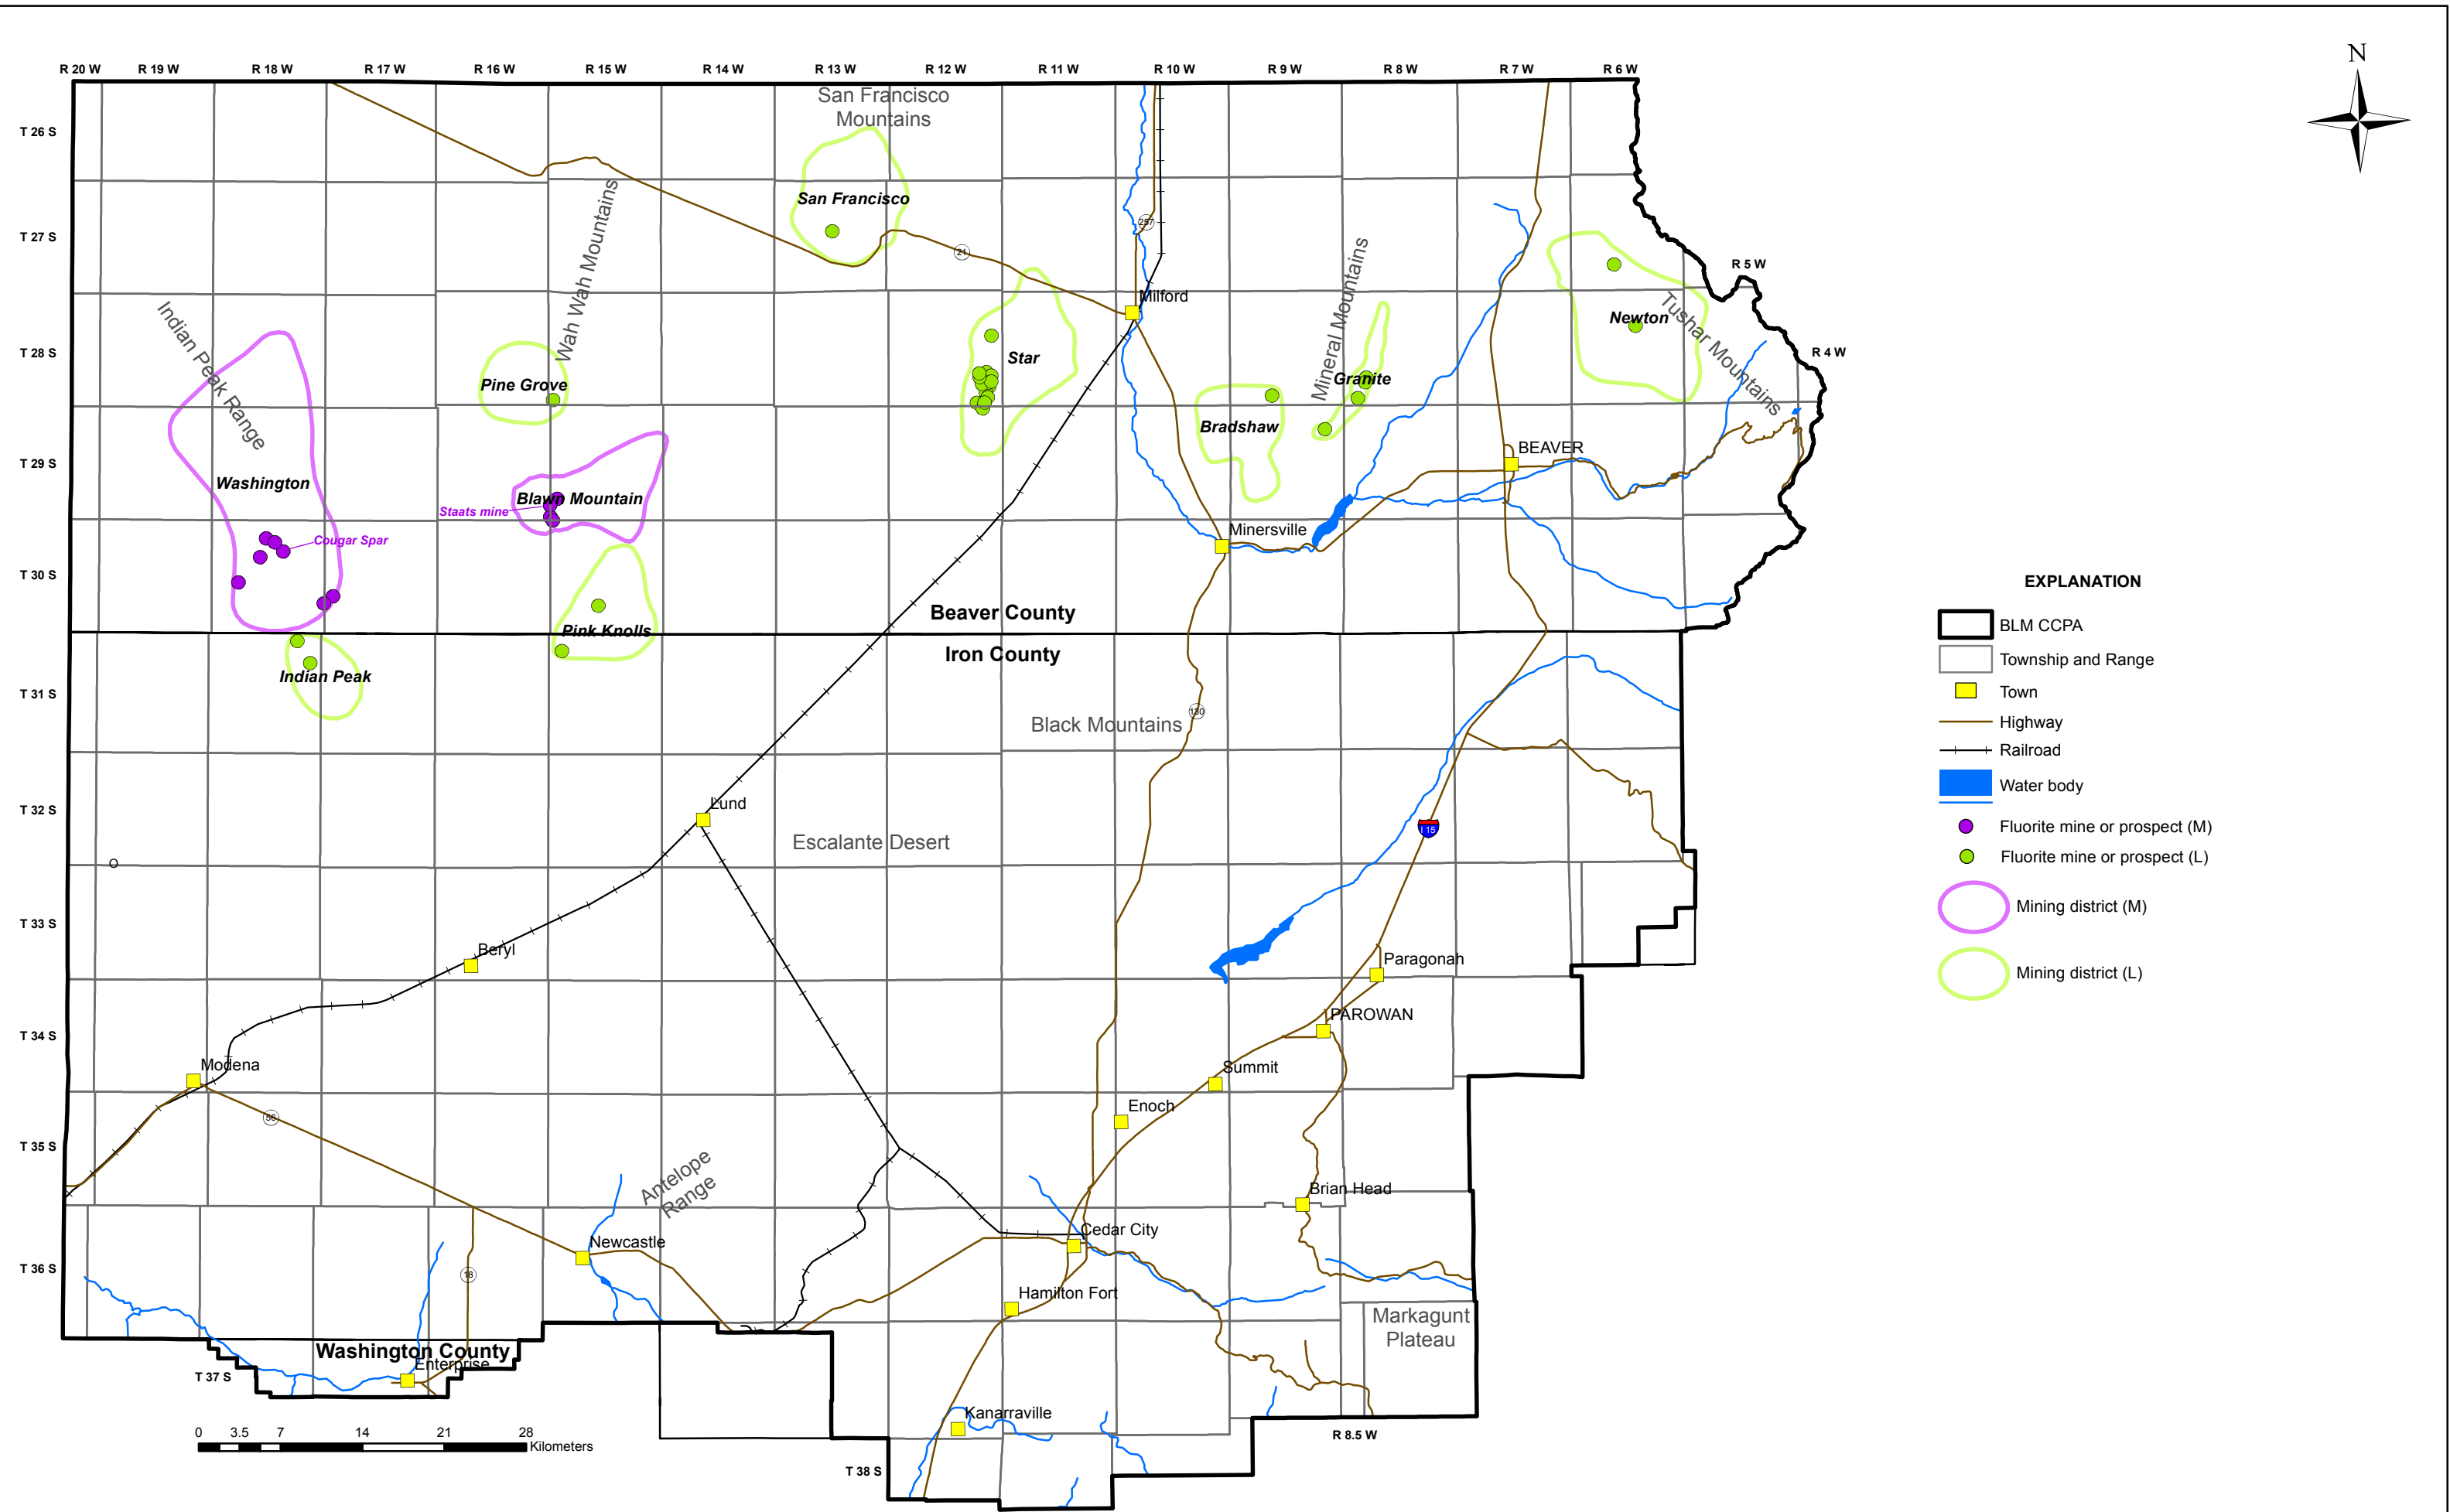 R 20 W R 19 W R 18 W R 17 W R 16 W R 15 W R 14 W R 13 W R 12 W R 11 W R 10 W R 9 W R 8 W R 7 W R 6 W
N
San Francisco
Mountains
T 26 S
San Francisco
Wah Wah Mountains
257
T 27 S
21
R 5 W
Milford
Mineral Mountains
Tushar Mountains
Newton
Indian Peak Range
T 28 S
Star
R 4 W
Pine Grove
Granite
Bradshaw
BEAVER
T 29 S
Washington
Blawn Mountain
Staats mine
Cougar Spar
Minersville
T 30 S
Beaver County
Pink Knolls
Iron County
Indian Peak
T 31 S
Black Mountains
130
T 32 S
Lund
Escalante Desert
I 15
T 33 S
Beryl
Paragonah
T 34 S
PAROWAN
Modena
Summit
56
Enoch
T 35 S
Antelope
Range
Brian Head
Cedar City
Newcastle
T 36 S
18
Hamilton Fort
Markagunt
Plateau
Washington County
Enterprise
T 37 S
Kanarraville
R 8.5 W
T 38 S
0 3.5 7 14 21 28
Kilometers
EXPLANATION
BLM CCPA
Township and Range
Town
Highway
Railroad
Water body
Fluorite mine or prospect (M)
Fluorite mine or prospect (L)
Mining district (M)
Mining district (L)